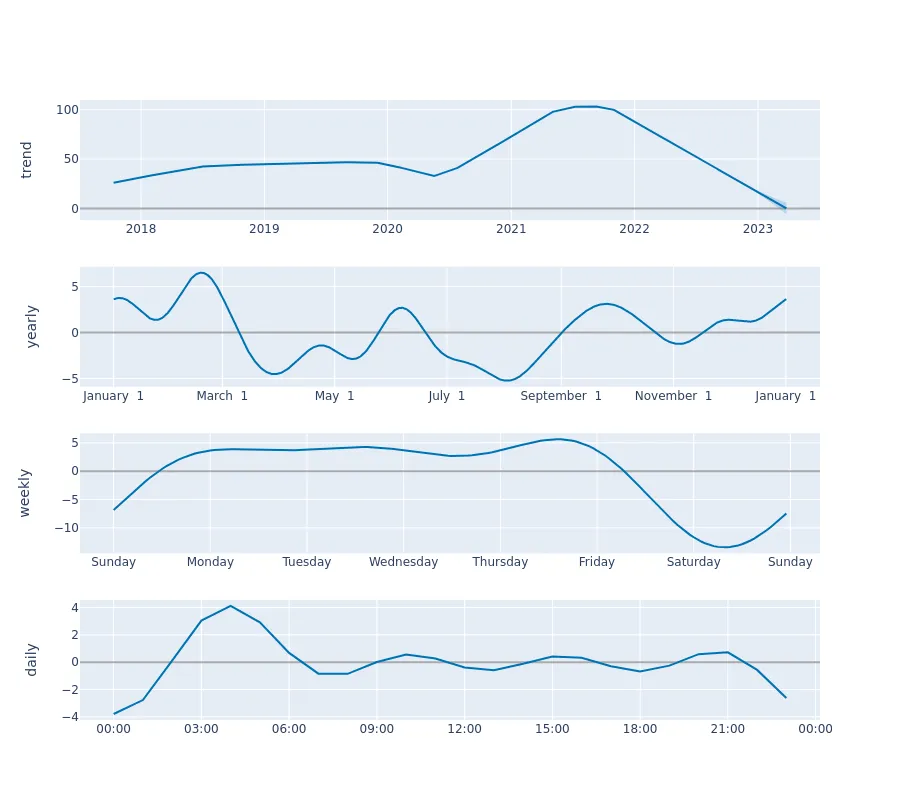 trend
100
50
0
2018 2019 2020 2021 2022 2023
yearly
5
0
−5
January 1 March 1 May 1 July 1 September 1 November 1 January 1
weekly
5
0
−5
−10
Sunday Monday Tuesday Wednesday Thursday Friday Saturday Sunday
daily
4
2
0
−2
−4
00:00 03:00 06:00 09:00 12:00 15:00 18:00 21:00 00:00